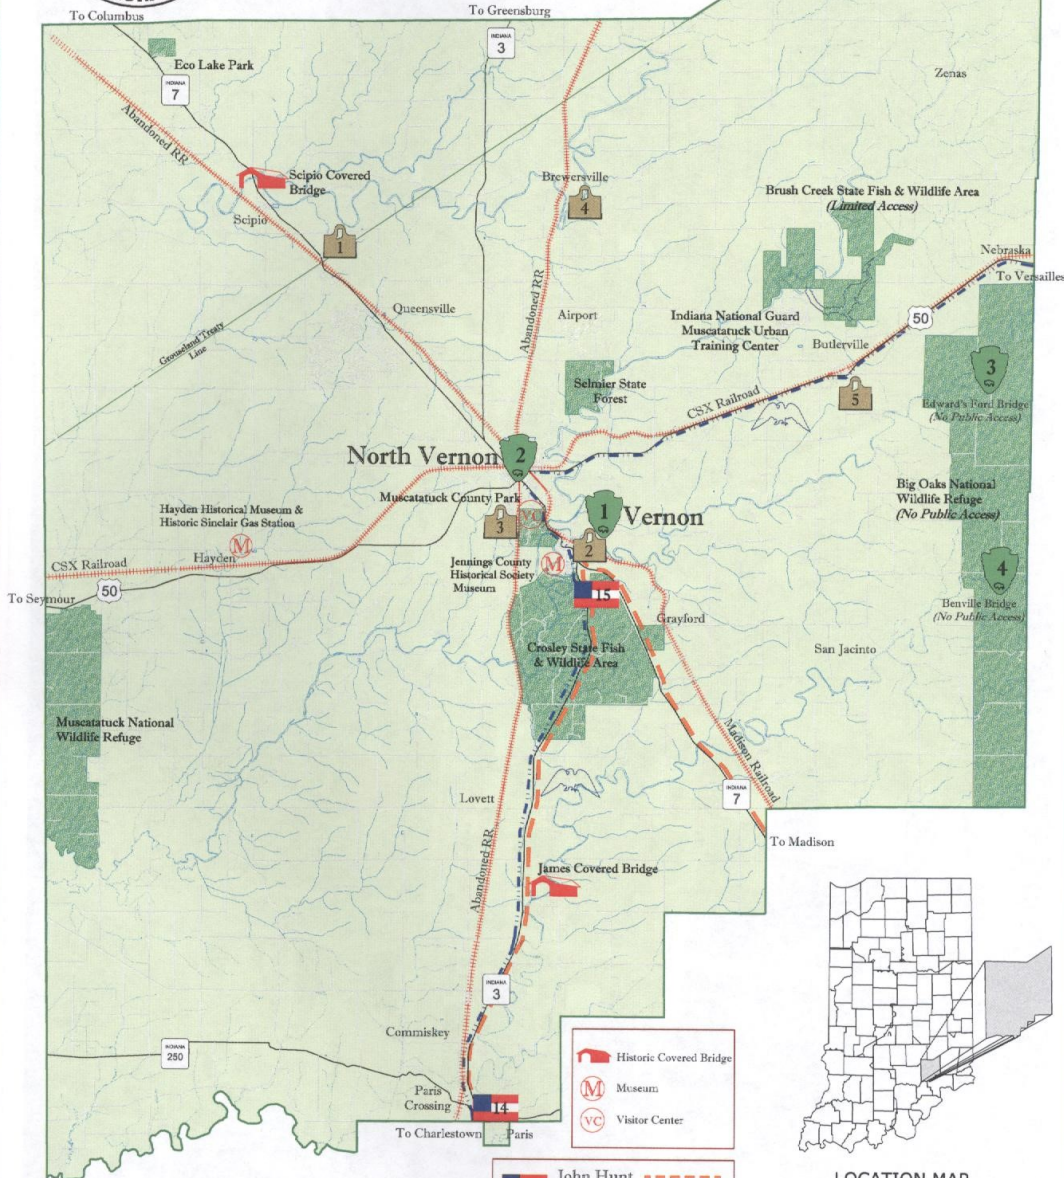 To Columbus
To Greensburg
INDIANA
3
Eco Lake Park
INDIANA
7
Zenas
Abandoned RR
Scipio Covered
Bridge
Scipio
1
Brewersville
4
Brush Creek State Fish & Wildlife Area
(Limited Access)
Nebraska
To Versailles
50
Queensville
Abandoned RR
Airport
Indiana National Guard
Muscatatuck Urban
Training Center
Butlerville
Grouseland Treaty
Line
3
Edward's Ford Bridge
(No Public Access)
Selmier State
Forest
CSX Railroad
5
North Vernon
2
Muscatatuck County Park
3
VC
1
Vernon
2
Big Oaks National
Wildlife Refuge
(No Public Access)
Hayden Historical Museum &
Historic Sinclair Gas Station
M
Hayden
CSX Railroad
To Seymour
50
Jennings County
Historical Society
Museum
M
15
4
Benville Bridge
(No Public Access)
Grayford
Crosley State Fish
& Wildlife Area
San Jacinto
Muscatatuck National
Wildlife Refuge
Madison Railroad
INDIANA
7
To Madison
Lovett
Abandoned RR
James Covered Bridge
INDIANA
3
Commiskey
INDIANA
250
Paris
Crossing
14
To Charlestown
Paris
Historic Covered Bridge
M
Museum
VC
Visitor Center
John Hunt
LOCATION MAP